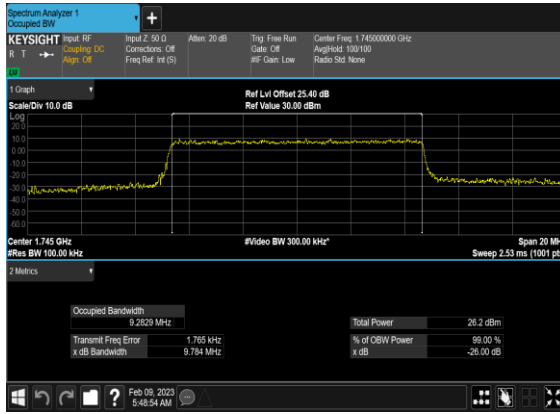 Spectrum Analyzer 1
Occupied BW
+
KEYSIGHT
R T
LXI
Input: RF
Coupling: DC
Align: Off
Input Z: 50 Ω
Corrections: Off
Freq Ref: Int (S)
Atten: 20 dB
Trig: Free Run
Gate: Off
#IF Gain: Low
Center Freq: 1.745000000 GHz
Avg|Hold: 100/100
Radio Std: None
1 Graph
Scale/Div 10.0 dB
Ref Lvl Offset 25.40 dB
Ref Value 30.00 dBm
Log
20.0
10.0
0.00
-10.0
-20.0
-30.0
-40.0
-50.0
-60.0
Center 1.745 GHz
#Video BW 300.00 kHz*
Span 20 MH
#Res BW 100.00 kHz
Sweep 2.53 ms (1001 pt
2 Metrics
Occupied Bandwidth
9.2829 MHz
Total Power 26.2 dBm
Transmit Freq Error 1.765 kHz
% of OBW Power 99.00 %
x dB Bandwidth 9.784 MHz
x dB -26.00 dB
?
Feb 09, 2023
5:48:54 AM